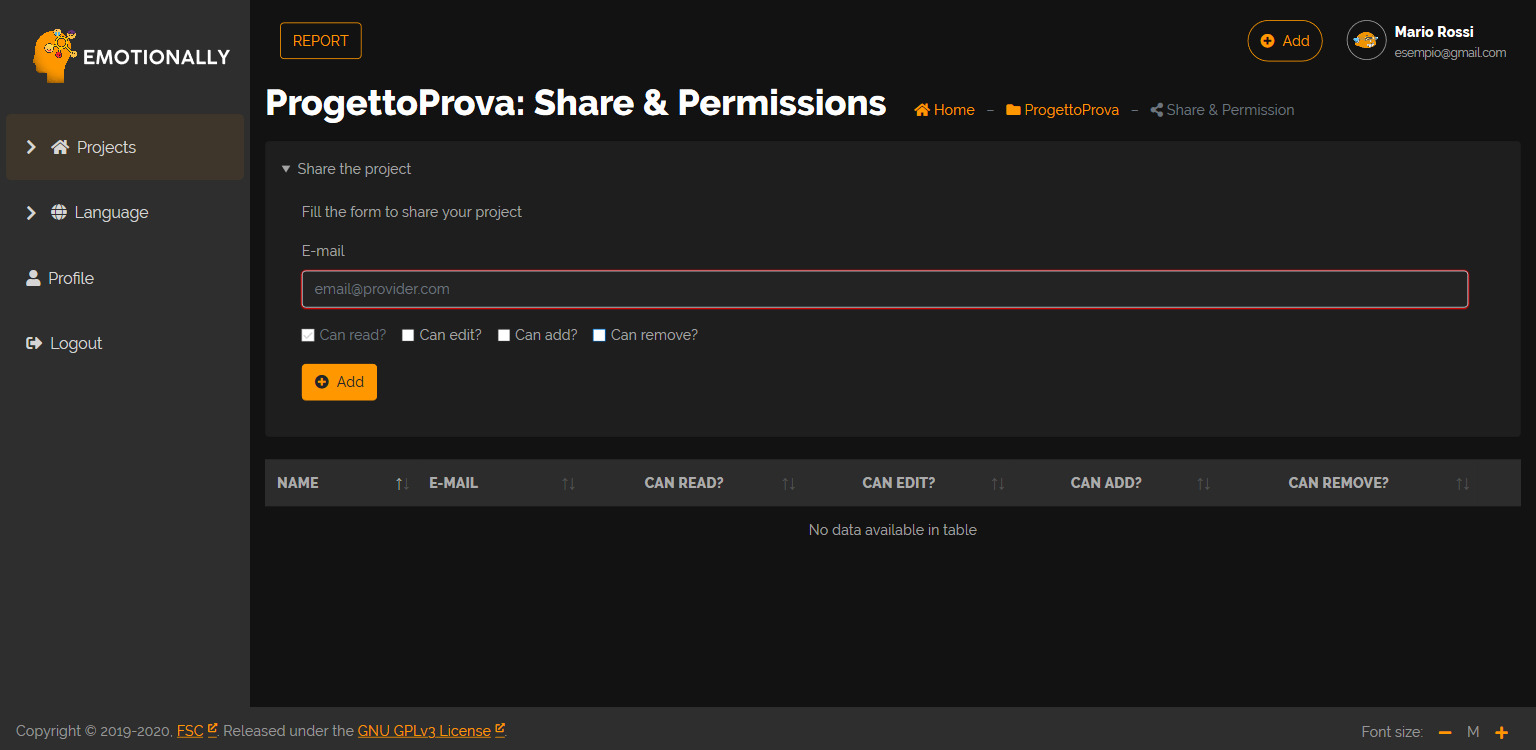 EMOTIONALLY
REPORT
Add
Mario Rossi
esempio@gmail.com
ProgettoProva: Share & Permissions
Home – ProgettoProva – Share & Permission
Projects
Language
Profile
Logout
Share the project
Fill the form to share your project
E-mail
email@provider.com
Can read? Can edit? Can add? Can remove?
Add
NAME E-MAIL CAN READ? CAN EDIT? CAN ADD? CAN REMOVE?
No data available in table
Copyright © 2019-2020, FSC. Released under the GNU GPLv3 License.
Font size: M